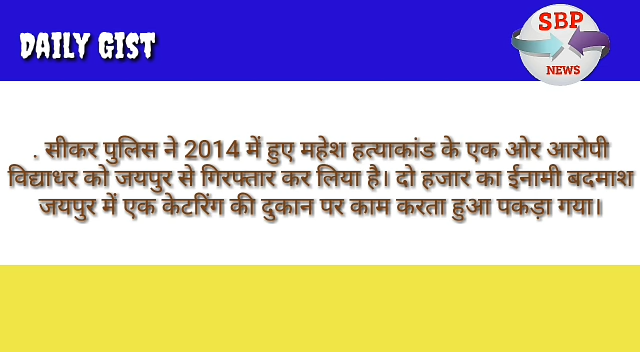 DAILY GIST
SBP
NEWS
. सीकर पुलिस ने 2014 में हुए महेश हत्याकांड के एक ओर आरोपी
विद्याधर को जयपुर से गिरफ्तार कर लिया है। दो हजार का ईनामी बदमाश
जयपुर में एक केटरिंग की दुकान पर काम करता हुआ पकड़ा गया।